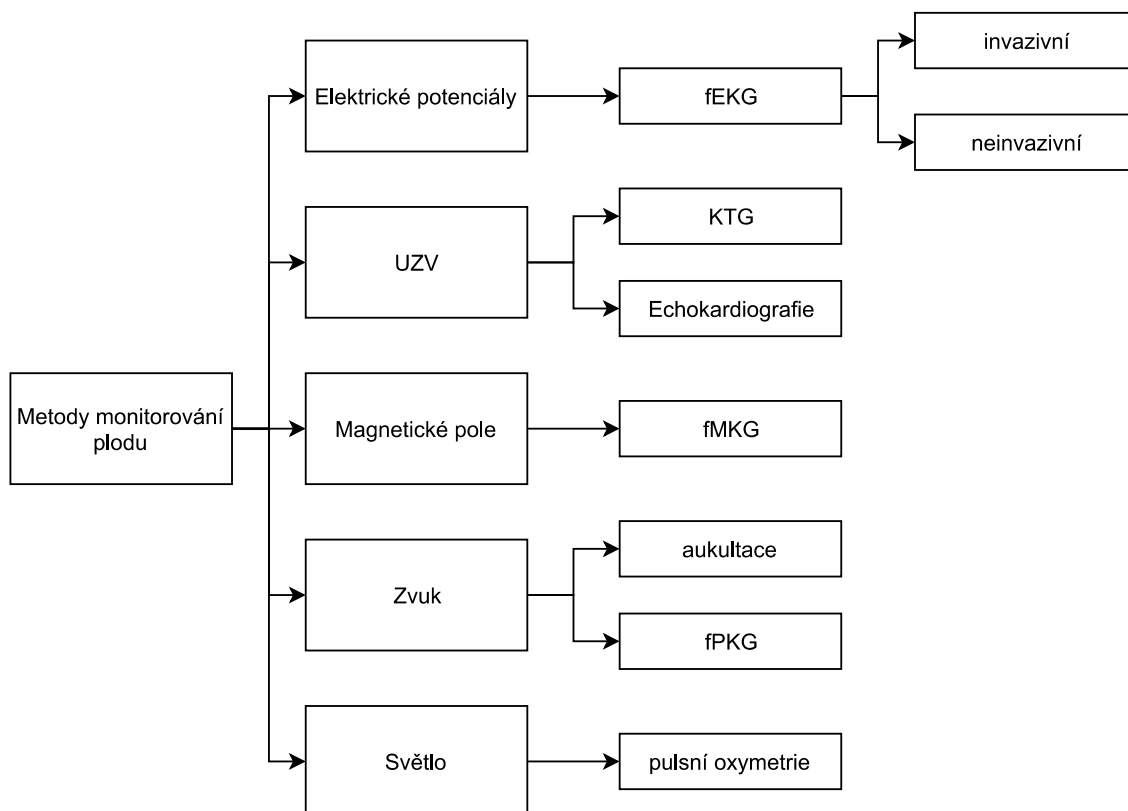 invazivní
Elektrické potenciály
fEKG
neinvazivní
KTG
UZV
Echokardiografie
Metody monitorování
plodu
Magnetické pole
fMKG
aukultace
Zvuk
fPKG
Světlo
pulsní oxymetrie